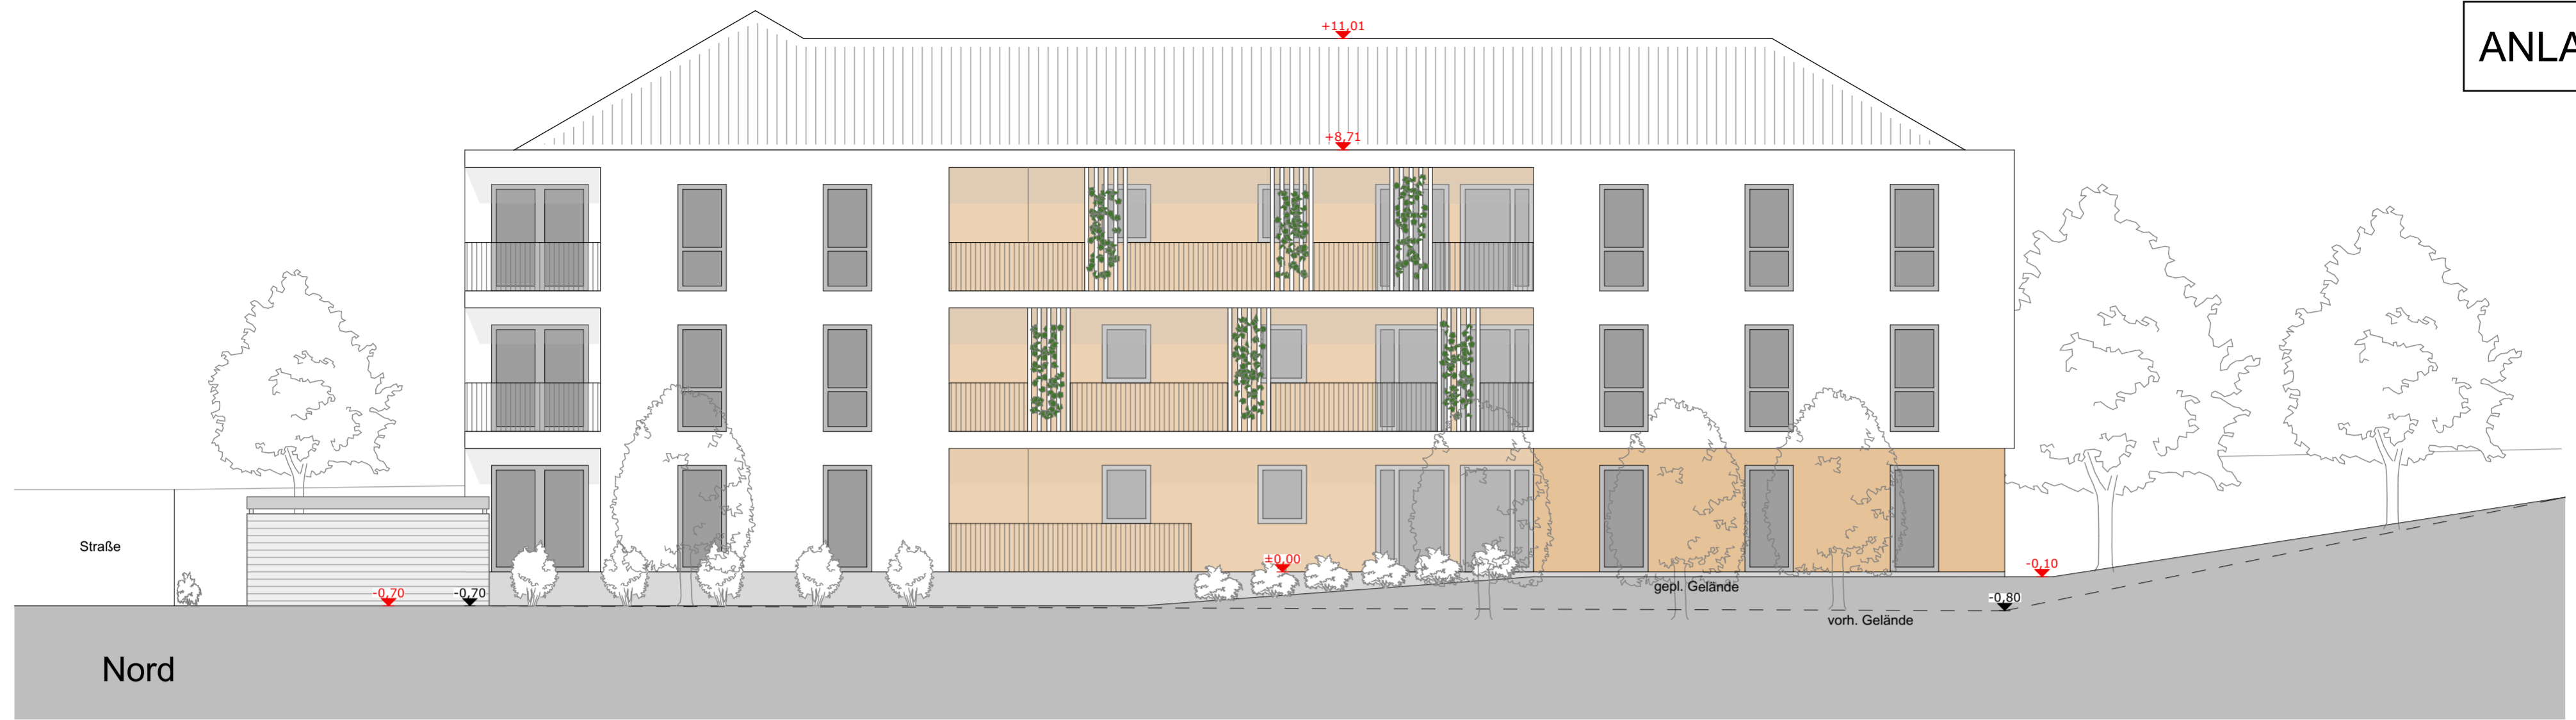 +11,01
ANLA
+8,71
Straße
±0,00
-0,10
-0,70
-0,70
gepl. Gelände
-0,80
vorh. Gelände
Nord